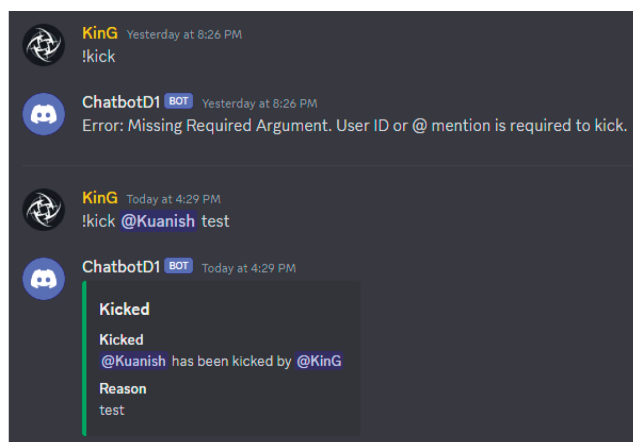 KinG Yesterday at 8:26 PM
!kick
ChatbotD1 BOT Yesterday at 8:26 PM
Error: Missing Required Argument. User ID or @ mention is required to kick.
KinG Today at 4:29 PM
!kick @Kuanish test
ChatbotD1 BOT Today at 4:29 PM
Kicked
Kicked
@Kuanish has been kicked by @KinG
Reason
test